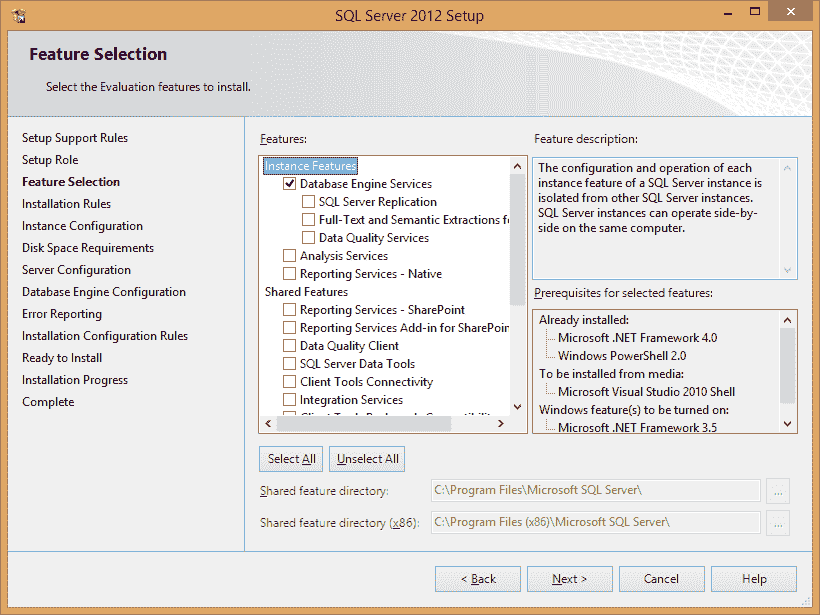 SQL Server 2012 Setup
Feature Selection
Select the Evaluation features to install.
Setup Support Rules
Setup Role
Feature Selection
Installation Rules
Instance Configuration
Disk Space Requirements
Server Configuration
Database Engine Configuration
Error Reporting
Installation Configuration Rules
Ready to Install
Installation Progress
Complete
Features:
Instance Features
Database Engine Services
SQL Server Replication
Full-Text and Semantic Extractions f
Data Quality Services
Analysis Services
Reporting Services - Native
Shared Features
Reporting Services - SharePoint
Reporting Services Add-in for SharePoin
Data Quality Client
SQL Server Data Tools
Client Tools Connectivity
Integration Services
Feature description:
The configuration and operation of each
instance feature of a SQL Server instance is
isolated from other SQL Server instances.
SQL Server instances can operate side-by-
side on the same computer.
Prerequisites for selected features:
Already installed:
Microsoft .NET Framework 4.0
Windows PowerShell 2.0
To be installed from media:
Microsoft Visual Studio 2010 Shell
Windows feature(s) to be turned on:
Microsoft .NET Framework 3.5
Select All
Unselect All
Shared feature directory:
C:\Program Files\Microsoft SQL Server\
...
Shared feature directory (x86):
C:\Program Files (x86)\Microsoft SQL Server\
...
< Back
Next >
Cancel
Help